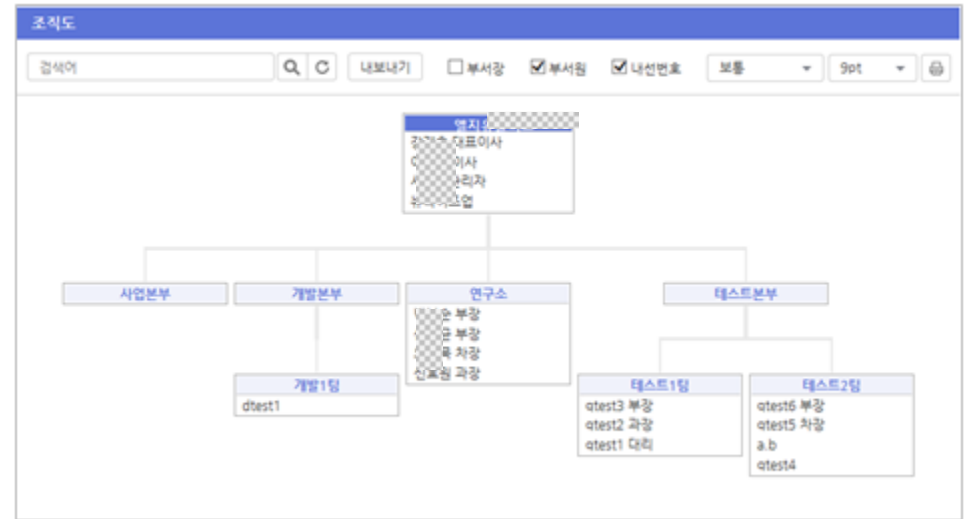 조직도
검색어 내보내기 부서장 부서원 내선번호 보통 9pt
대표이사
이사
사업본부 개발본부 연구소 테스트본부
부장
부장
차장
과장
개발1팀 테스트1팀 테스트2팀
dtest1 qtest3 부장 qtest6 부장
qtest2 과장 qtest5 차장
qtest1 대리 a.b
qtest4